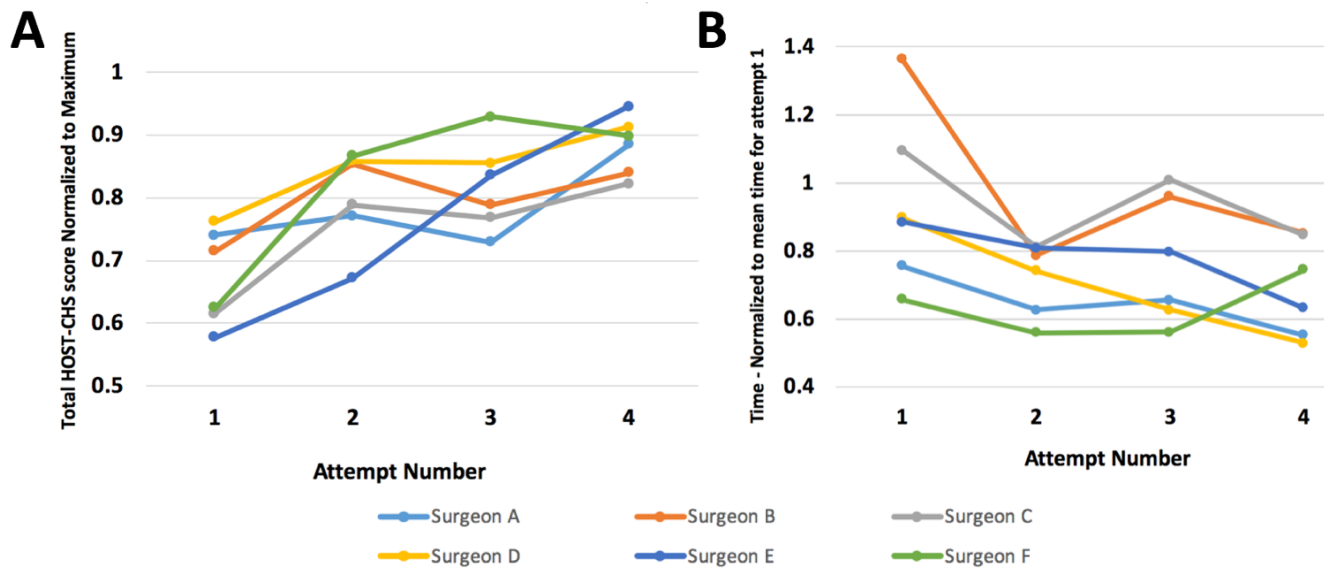 A
Total HOST-CHS score Normalized to Maximum
1
0.9
0.8
0.7
0.6
0.5
1 2 3 4
Attempt Number
B
Time - Normalized to mean time for attempt 1
1.4
1.2
1
0.8
0.6
0.4
1 2 3 4
Attempt Number
Surgeon A Surgeon B Surgeon C
Surgeon D Surgeon E Surgeon F